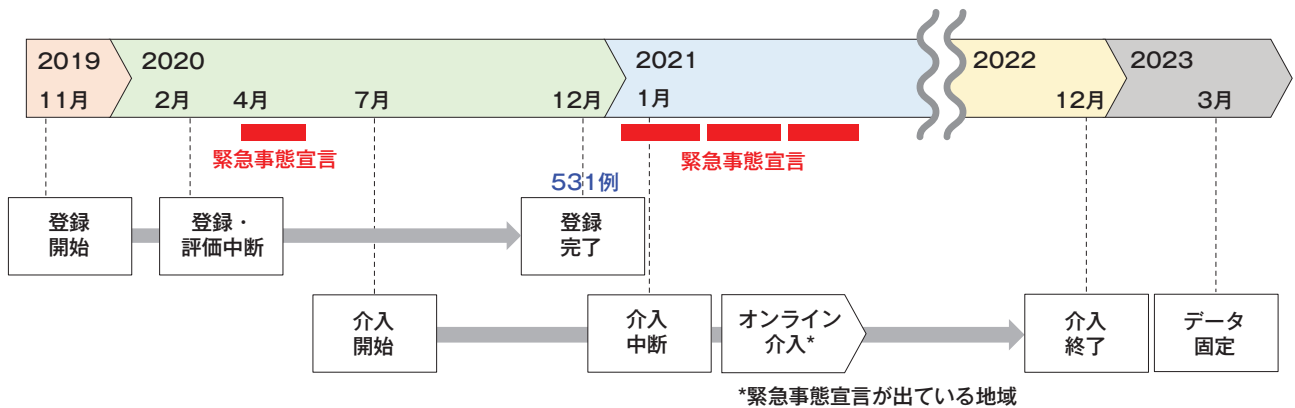 2019
2020
2021
2022
2023
11月
2月
4月
7月
12月
1月
12月
3月
緊急事態宣言
緊急事態宣言
531例
登録
開始
登録・
評価中断
登録
完了
介入
開始
介入
中断
オンライン
介入*
介入
終了
データ
固定
*緊急事態宣言が出ている地域